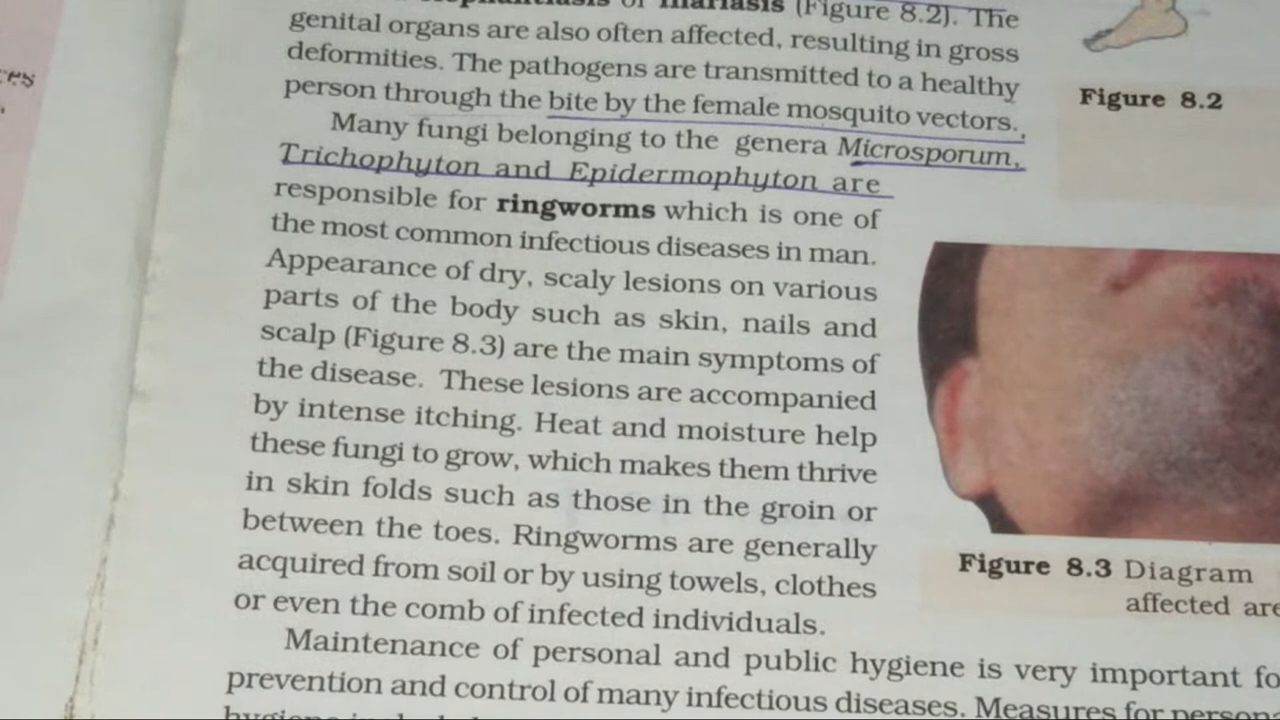 filariasis (Figure 8.2). The
genital organs are also often affected, resulting in gross
deformities. The pathogens are transmitted to a healthy
person through the bite by the female mosquito vectors.
Many fungi belonging to the genera Microsporum,
Trichophyton and Epidermophyton are
responsible for ringworms which is one of
the most common infectious diseases in man.
Appearance of dry, scaly lesions on various
parts of the body such as skin, nails and
scalp (Figure 8.3) are the main symptoms of
the disease. These lesions are accompanied
by intense itching. Heat and moisture help
these fungi to grow, which makes them thrive
in skin folds such as those in the groin or
between the toes. Ringworms are generally
acquired from soil or by using towels, clothes
or even the comb of infected individuals.
Maintenance of personal and public hygiene is very important fo
prevention and control of many infectious diseases. Measures for person
Figure 8.2
Figure 8.3 Diagram
affected are